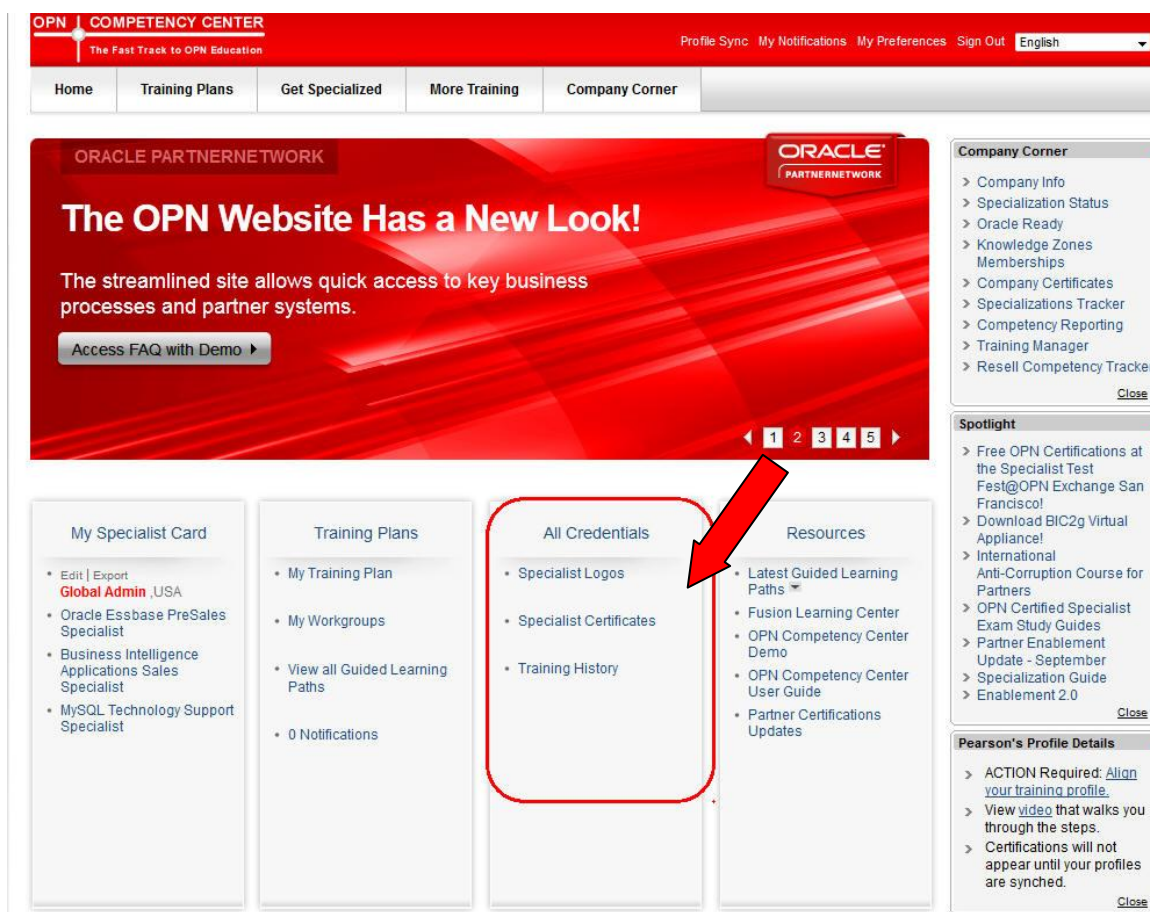 OPN | COMPETENCY CENTER
The Fast Track to OPN Education
Profile Sync My Notifications My Preferences Sign Out English
Home Training Plans Get Specialized More Training Company Corner
ORACLE PARTNERNETWORK
ORACLE
PARTNERNETWORK
The OPN Website Has a New Look!
The streamlined site allows quick access to key business
processes and partner systems.
Access FAQ with Demo
1 2 3 4 5
My Specialist Card
Edit | Export
Global Admin ,USA
Oracle Essbase PreSales
Specialist
Business Intelligence
Applications Sales
Specialist
MySQL Technology Support
Specialist
Training Plans
My Training Plan
My Workgroups
View all Guided Learning
Paths
0 Notifications
All Credentials
Specialist Logos
Specialist Certificates
Training History
Resources
Latest Guided Learning
Paths
Fusion Learning Center
OPN Competency Center
Demo
OPN Competency Center
User Guide
Partner Certifications
Updates
Company Corner
Company Info
Specialization Status
Oracle Ready
Knowledge Zones
Memberships
Company Certificates
Specializations Tracker
Competency Reporting
Training Manager
Resell Competency Tracke
Close
Spotlight
Free OPN Certifications at
the Specialist Test
Fest@OPN Exchange San
Francisco!
Download BIC2g Virtual
Appliance!
International
Anti-Corruption Course for
Partners
OPN Certified Specialist
Exam Study Guides
Partner Enablement
Update - September
Specialization Guide
Enablement 2.0
Close
Pearson's Profile Details
ACTION Required: Align
your training profile.
View video that walks you
through the steps.
Certifications will not
appear until your profiles
are synched.
Close